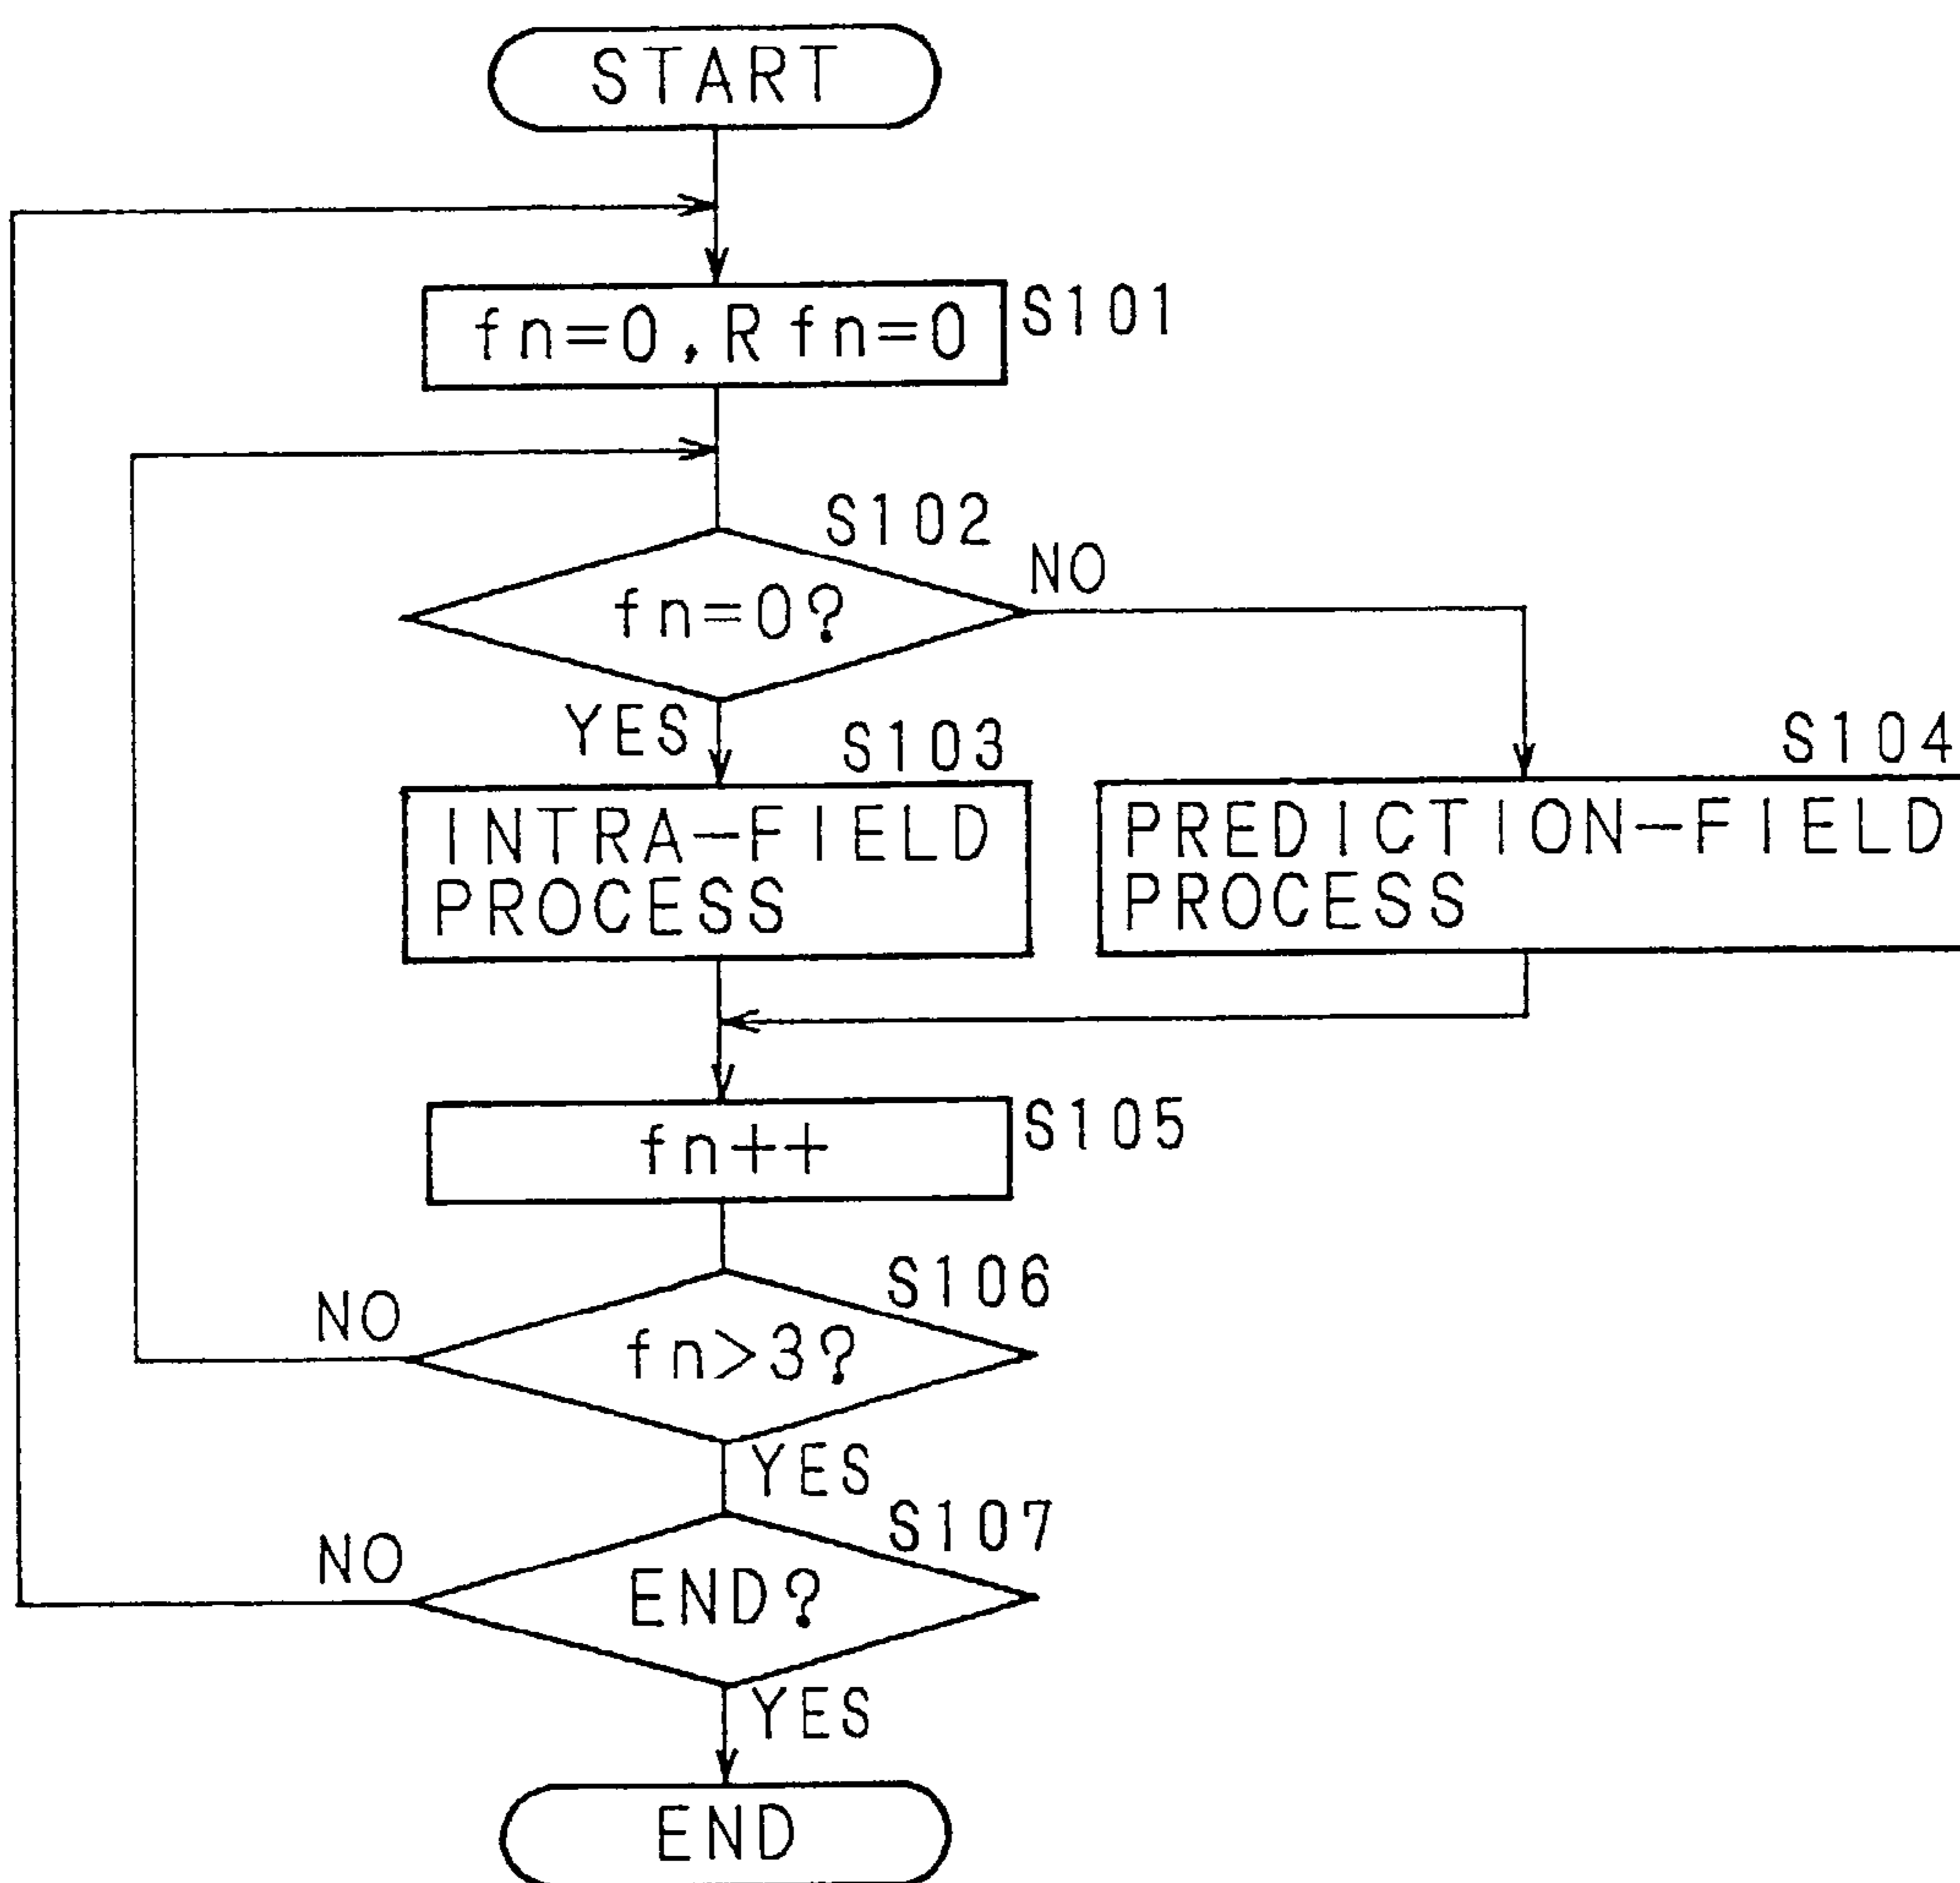 START
fn=0,Rfn=0
S101
S102
fn=0?
NO
YES
S103
S104
INTRA-FIELD
PROCESS
PREDICTION-FIELD
PROCESS
fn++
S105
S106
NO
fn>3?
YES
S107
NO
END?
YES
END